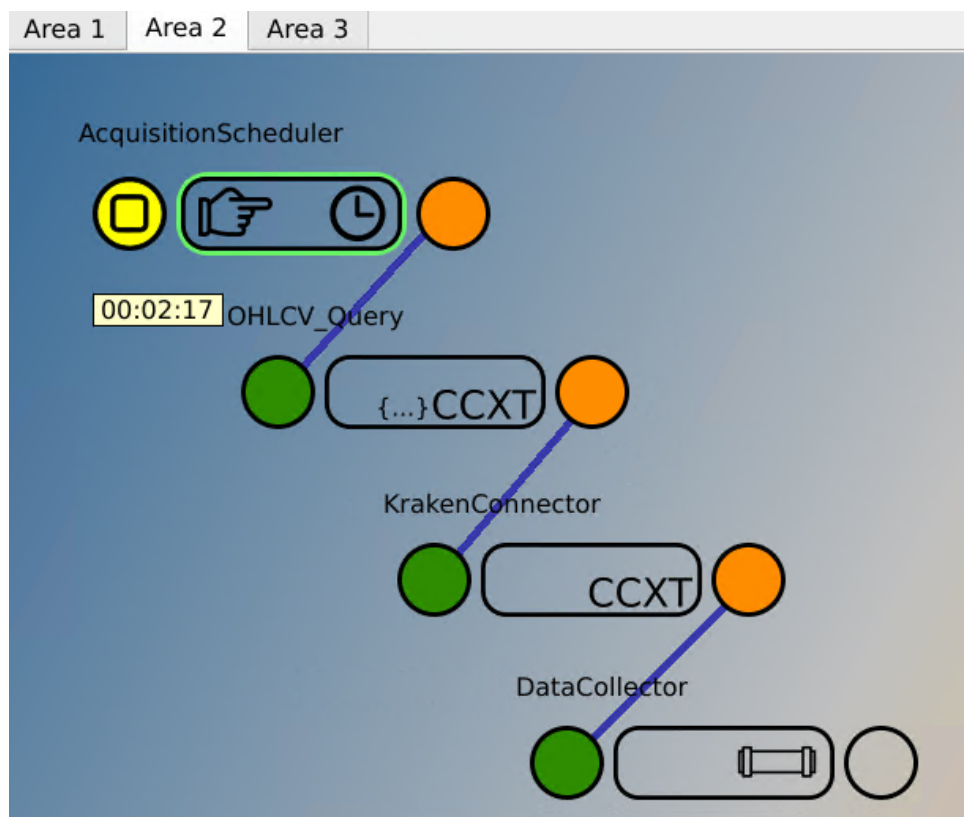 Area 1
Area 2
Area 3
AcquisitionScheduler
00:02:17
OHLCV_Query
{...}CCXT
KrakenConnector
CCXT
DataCollector